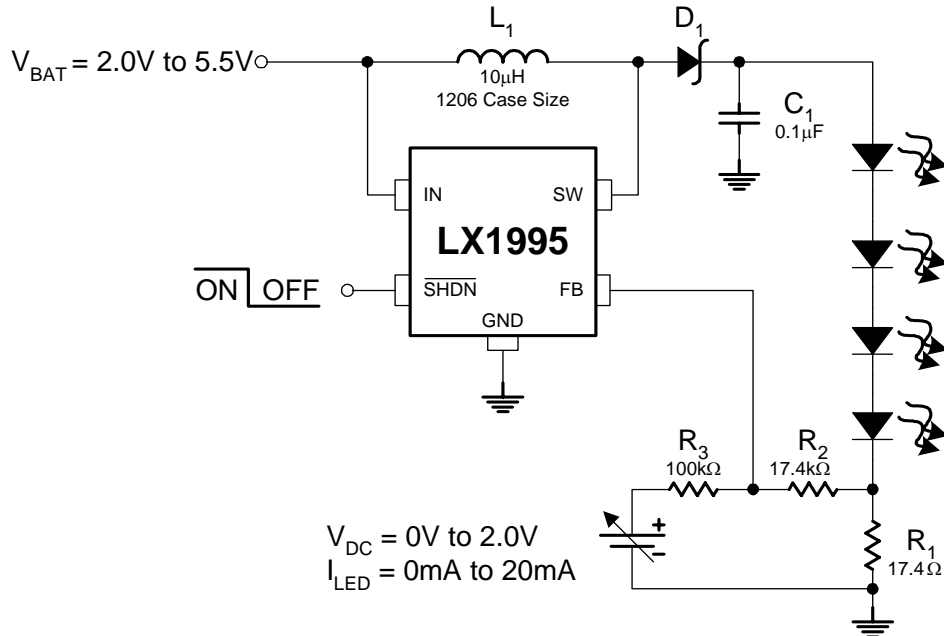 L1
D1
VBAT = 2.0V to 5.5V
10μH
1206 Case Size
C1
0.1μF
IN
SW
LX1995
ON
OFF
SHDN
FB
GND
R3
100kΩ
R2
17.4kΩ
+
-
VDC = 0V to 2.0V
ILED = 0mA to 20mA
R1
17.4Ω